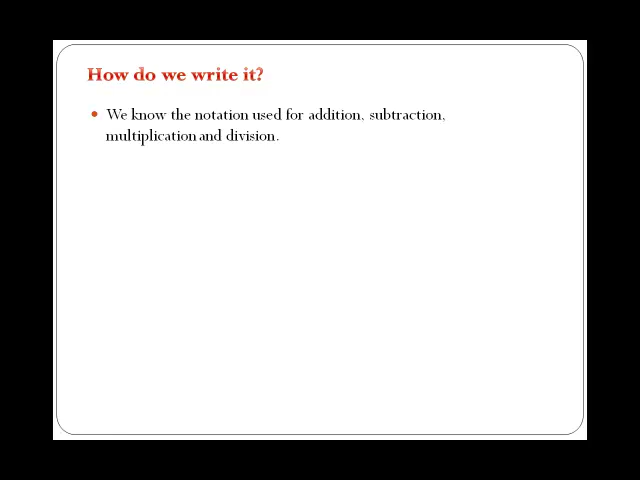 How do we write it?
We know the notation used for addition, subtraction,
multiplication and division.